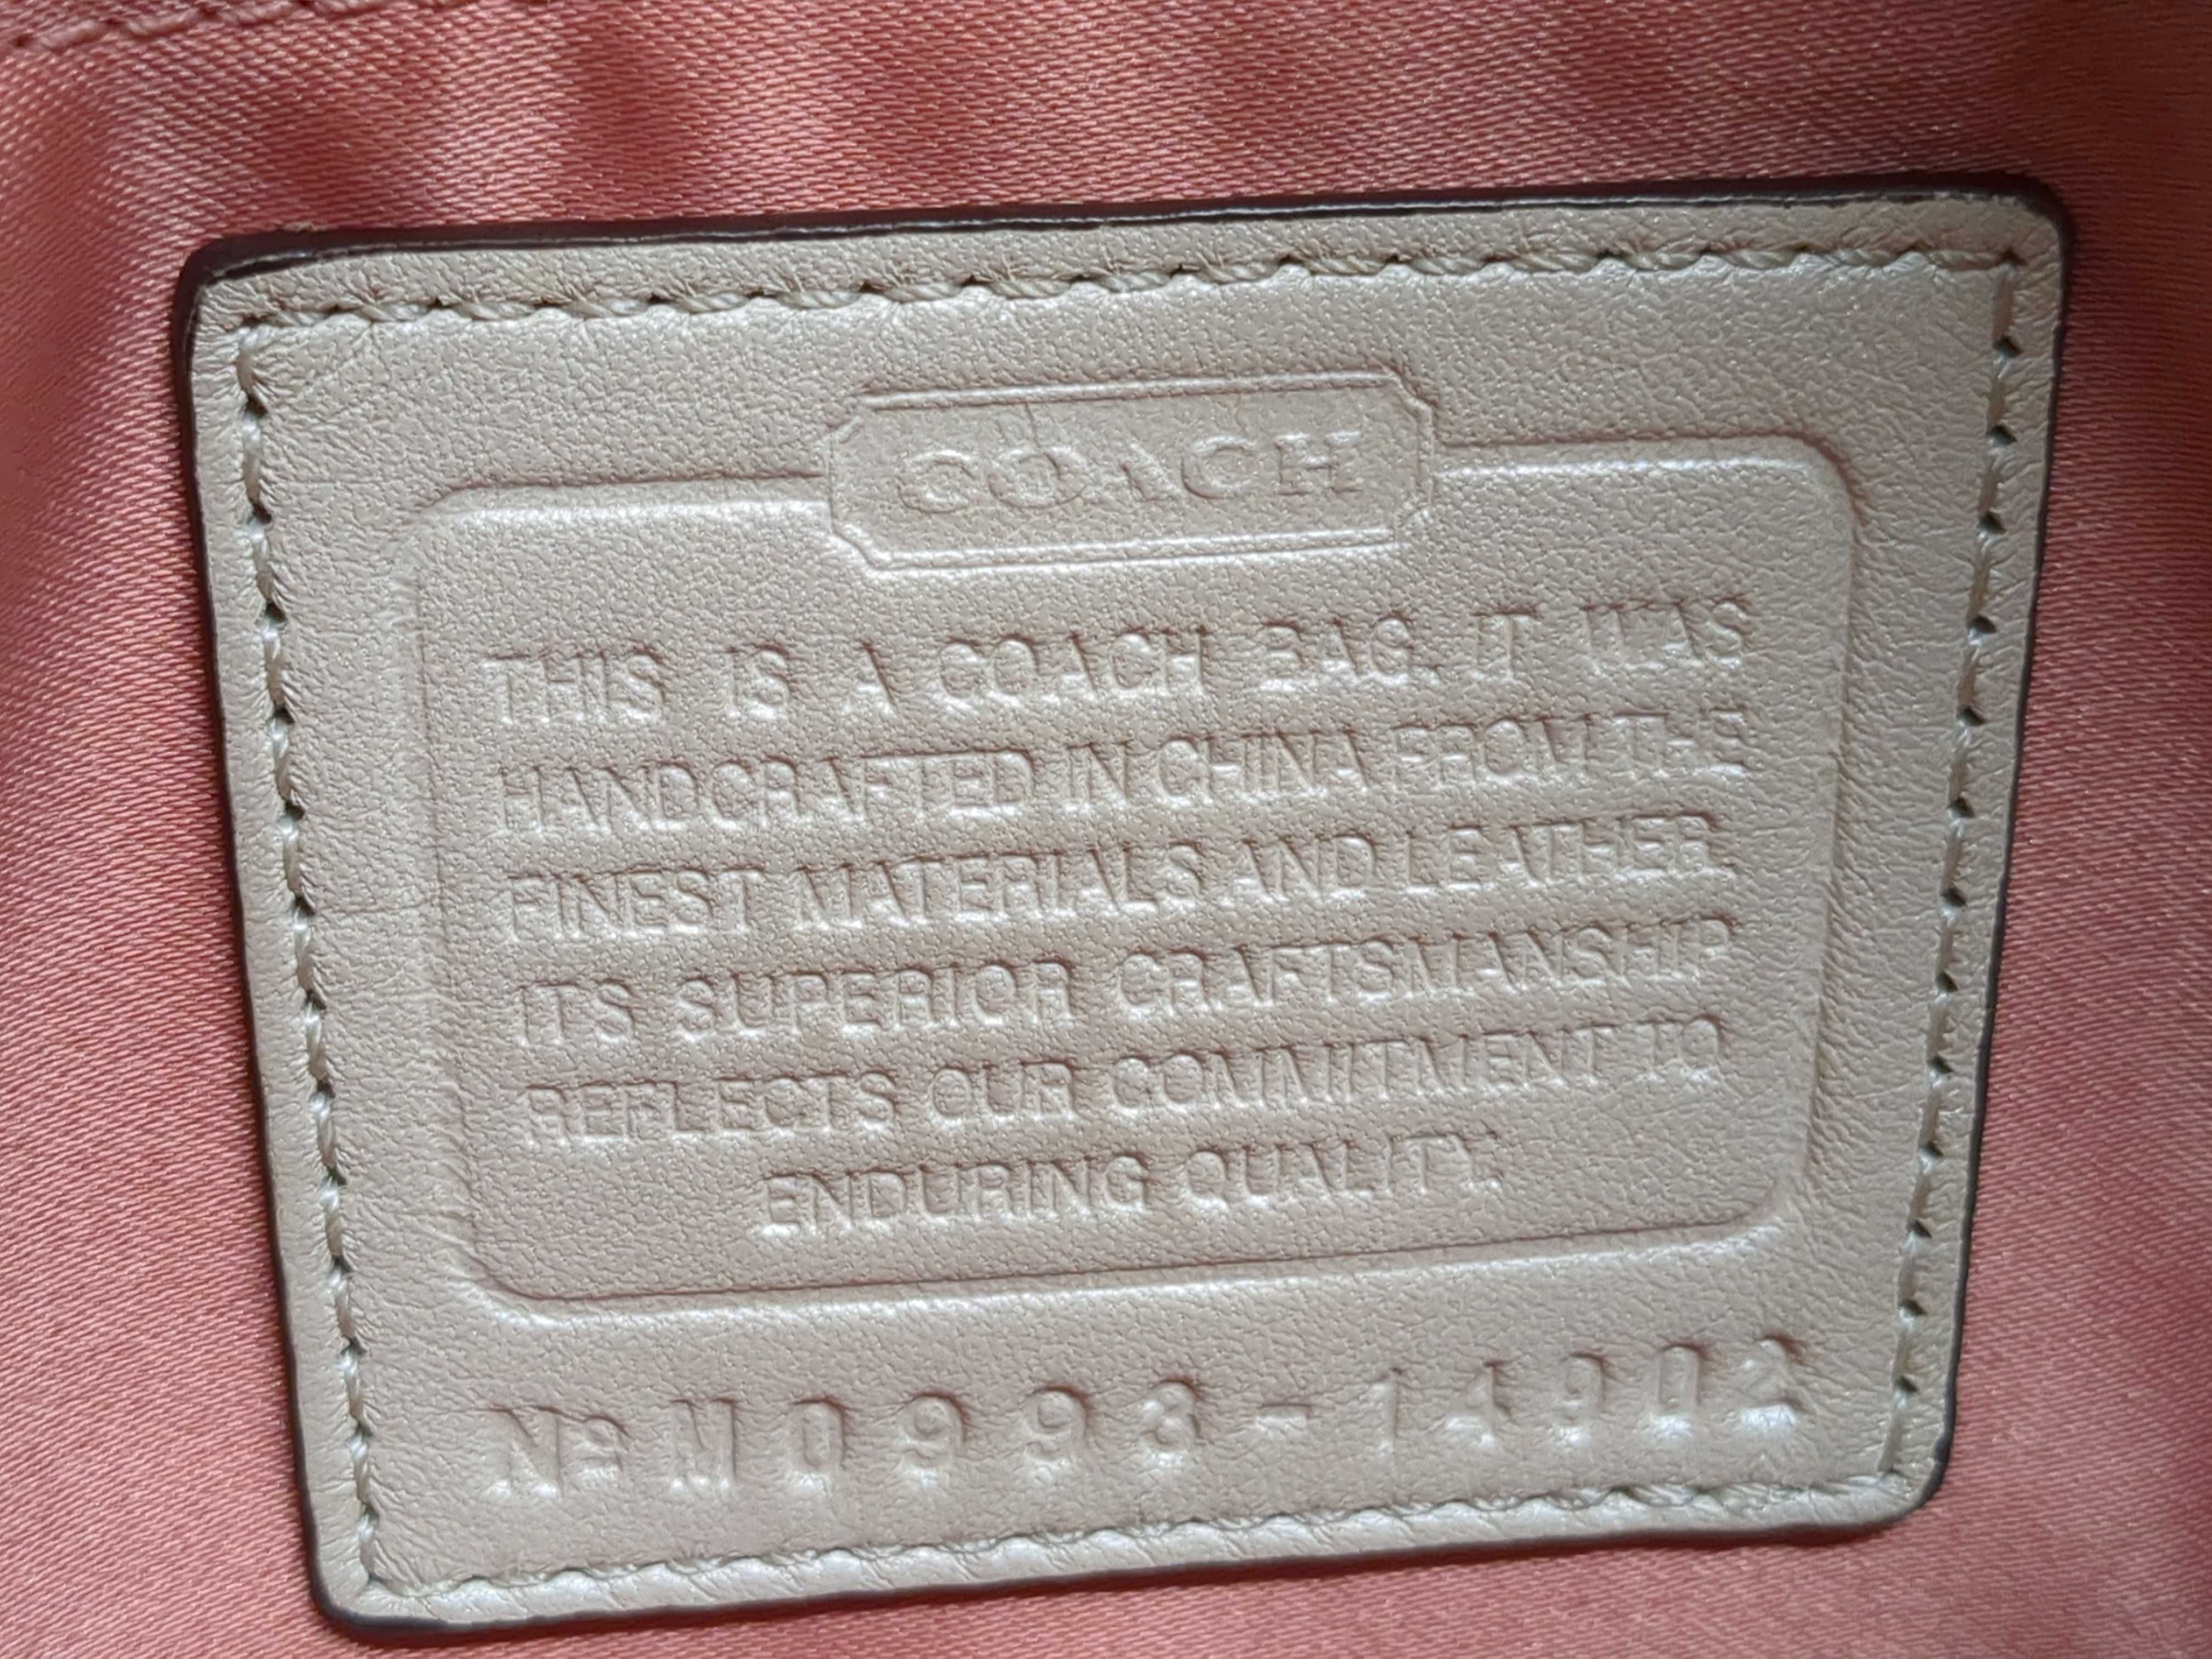 COACH
THIS IS A COACH BAG. IT WAS
HANDCRAFTED IN CHINA FROM THE
FINEST MATERIALS AND LEATHER.
ITS SUPERIOR CRAFTSMANSHIP
REFLECTS OUR COMMITMENT TO
ENDURING QUALITY.
Nº M0993-14902